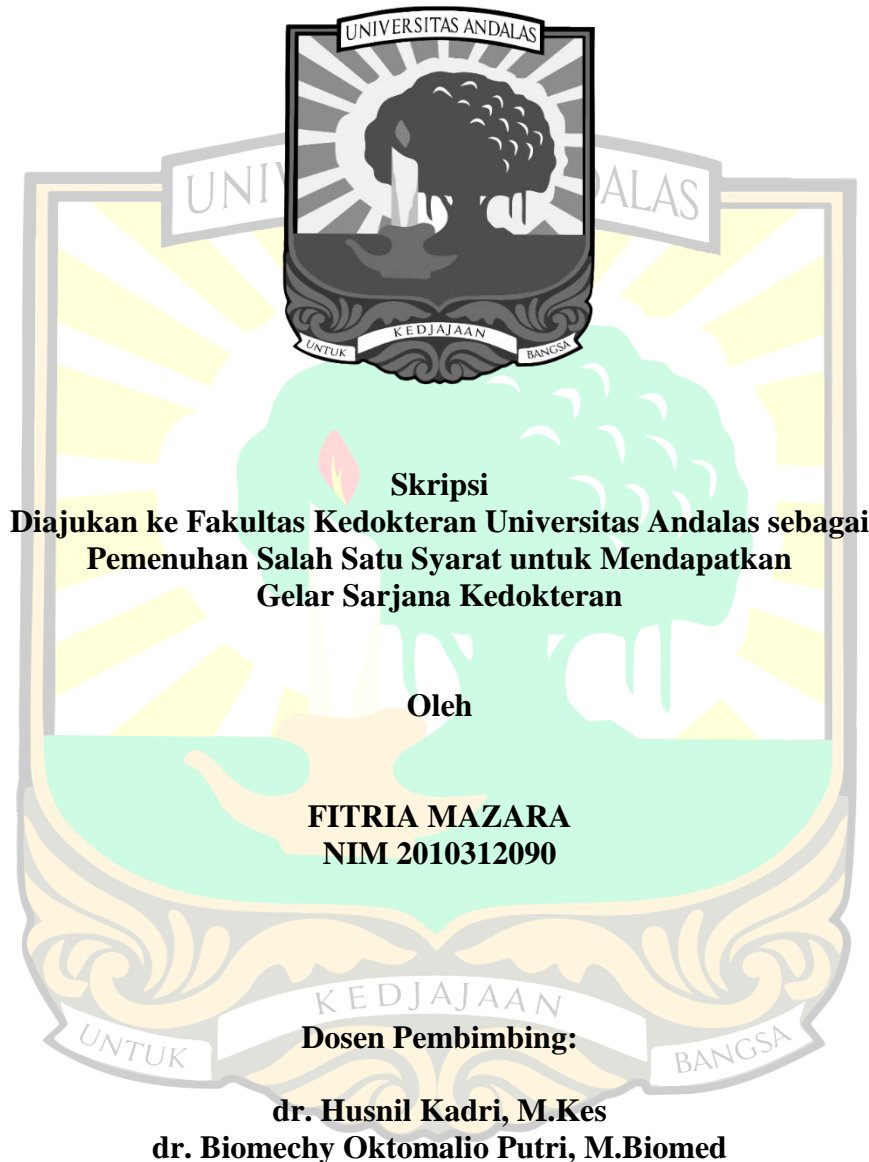 UNIVERSITAS ANDALAS
UNTUK KEDJAJAAN BANGSA
Skripsi
Diajukan ke Fakultas Kedokteran Universitas Andalas sebagai
Pemenuhan Salah Satu Syarat untuk Mendapatkan
Gelar Sarjana Kedokteran
Oleh
FITRIA MAZARA
NIM 2010312090
KEDJAJAAN
UNTUK BANGSA
Dosen Pembimbing:
dr. Husnil Kadri, M.Kes
dr. Biomechy Oktomalio Putri, M.Biomed